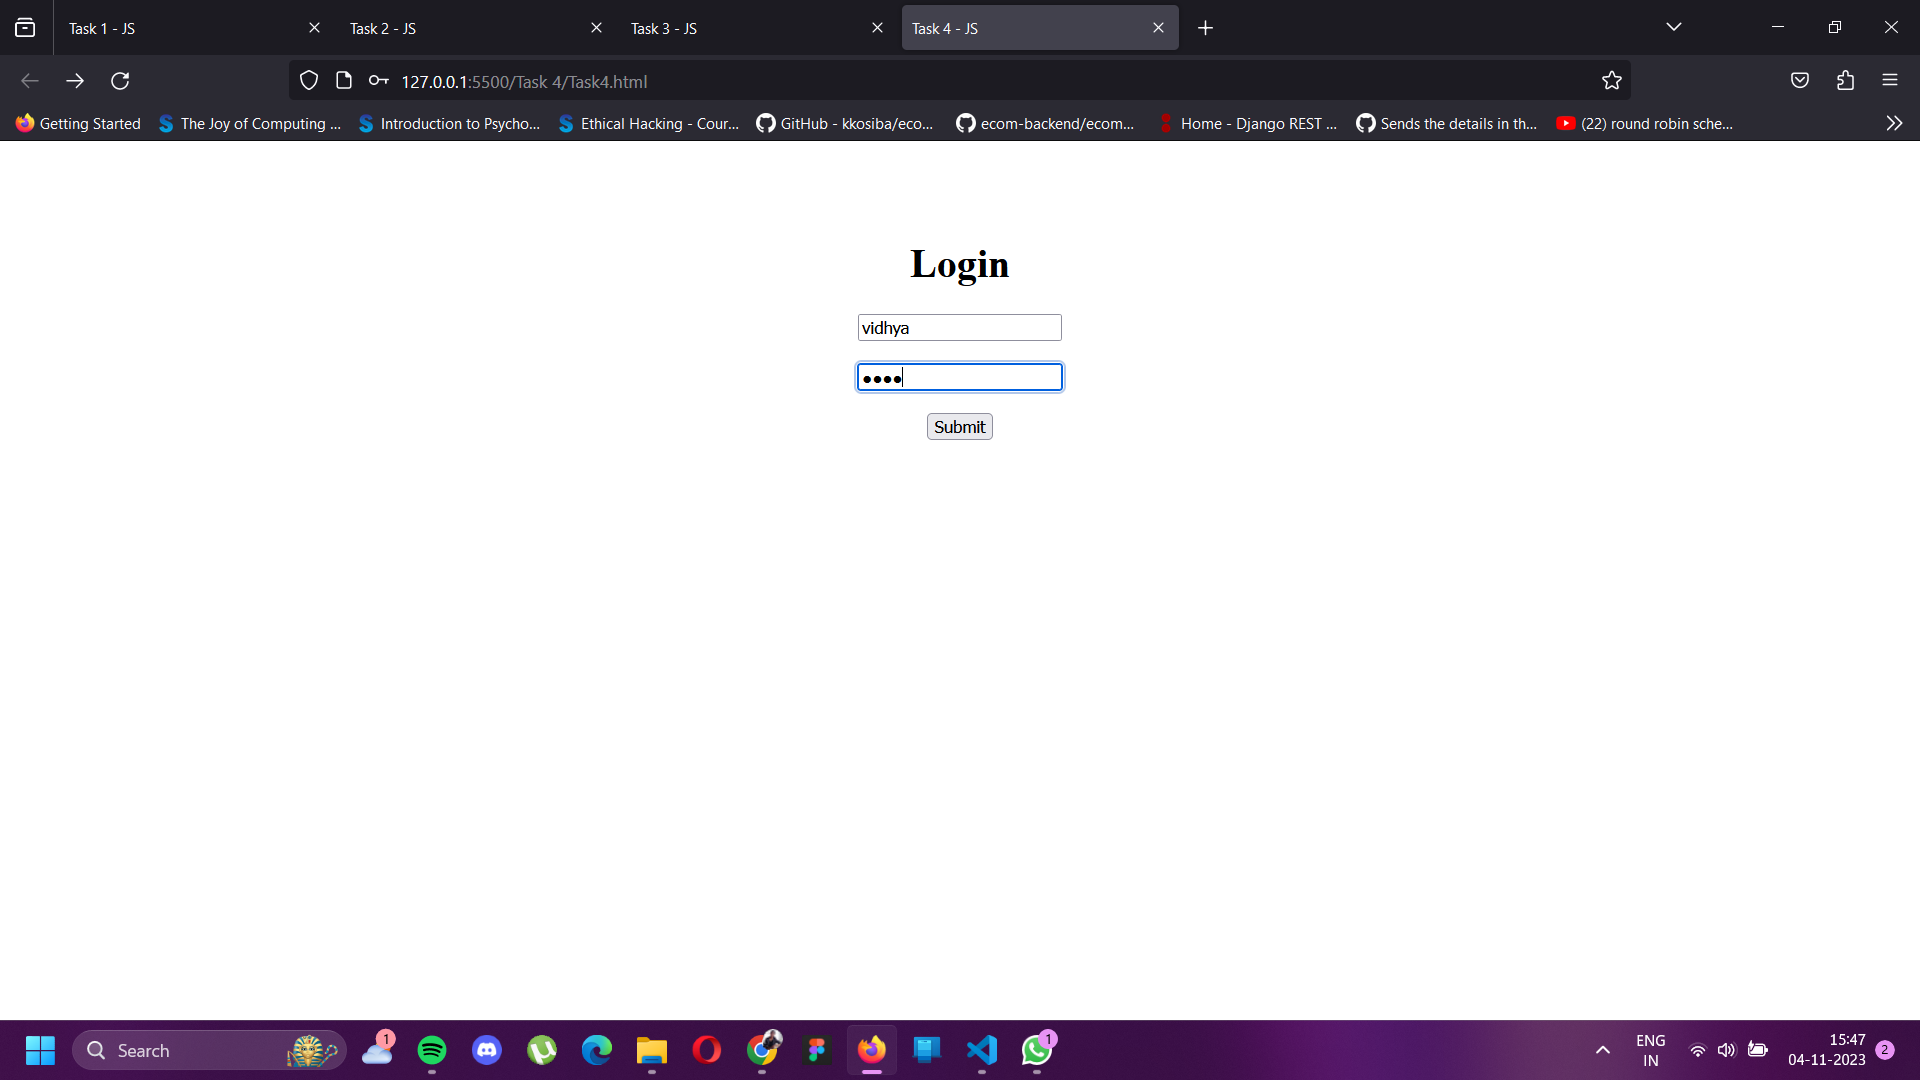 Task 1 - JS
Task 2 - JS
Task 3 - JS
Task 4 - JS
127.0.0.1:5500/Task 4/Task4.html
Getting Started
The Joy of Computing ...
Introduction to Psycho...
Ethical Hacking - Cour...
GitHub - kkosiba/eco...
ecom-backend/ecom...
Home - Django REST ...
Sends the details in th...
(22) round robin sche...
Login
vidhya
••••
Submit
Search
1
1
ENG
IN
15:47
04-11-2023
2